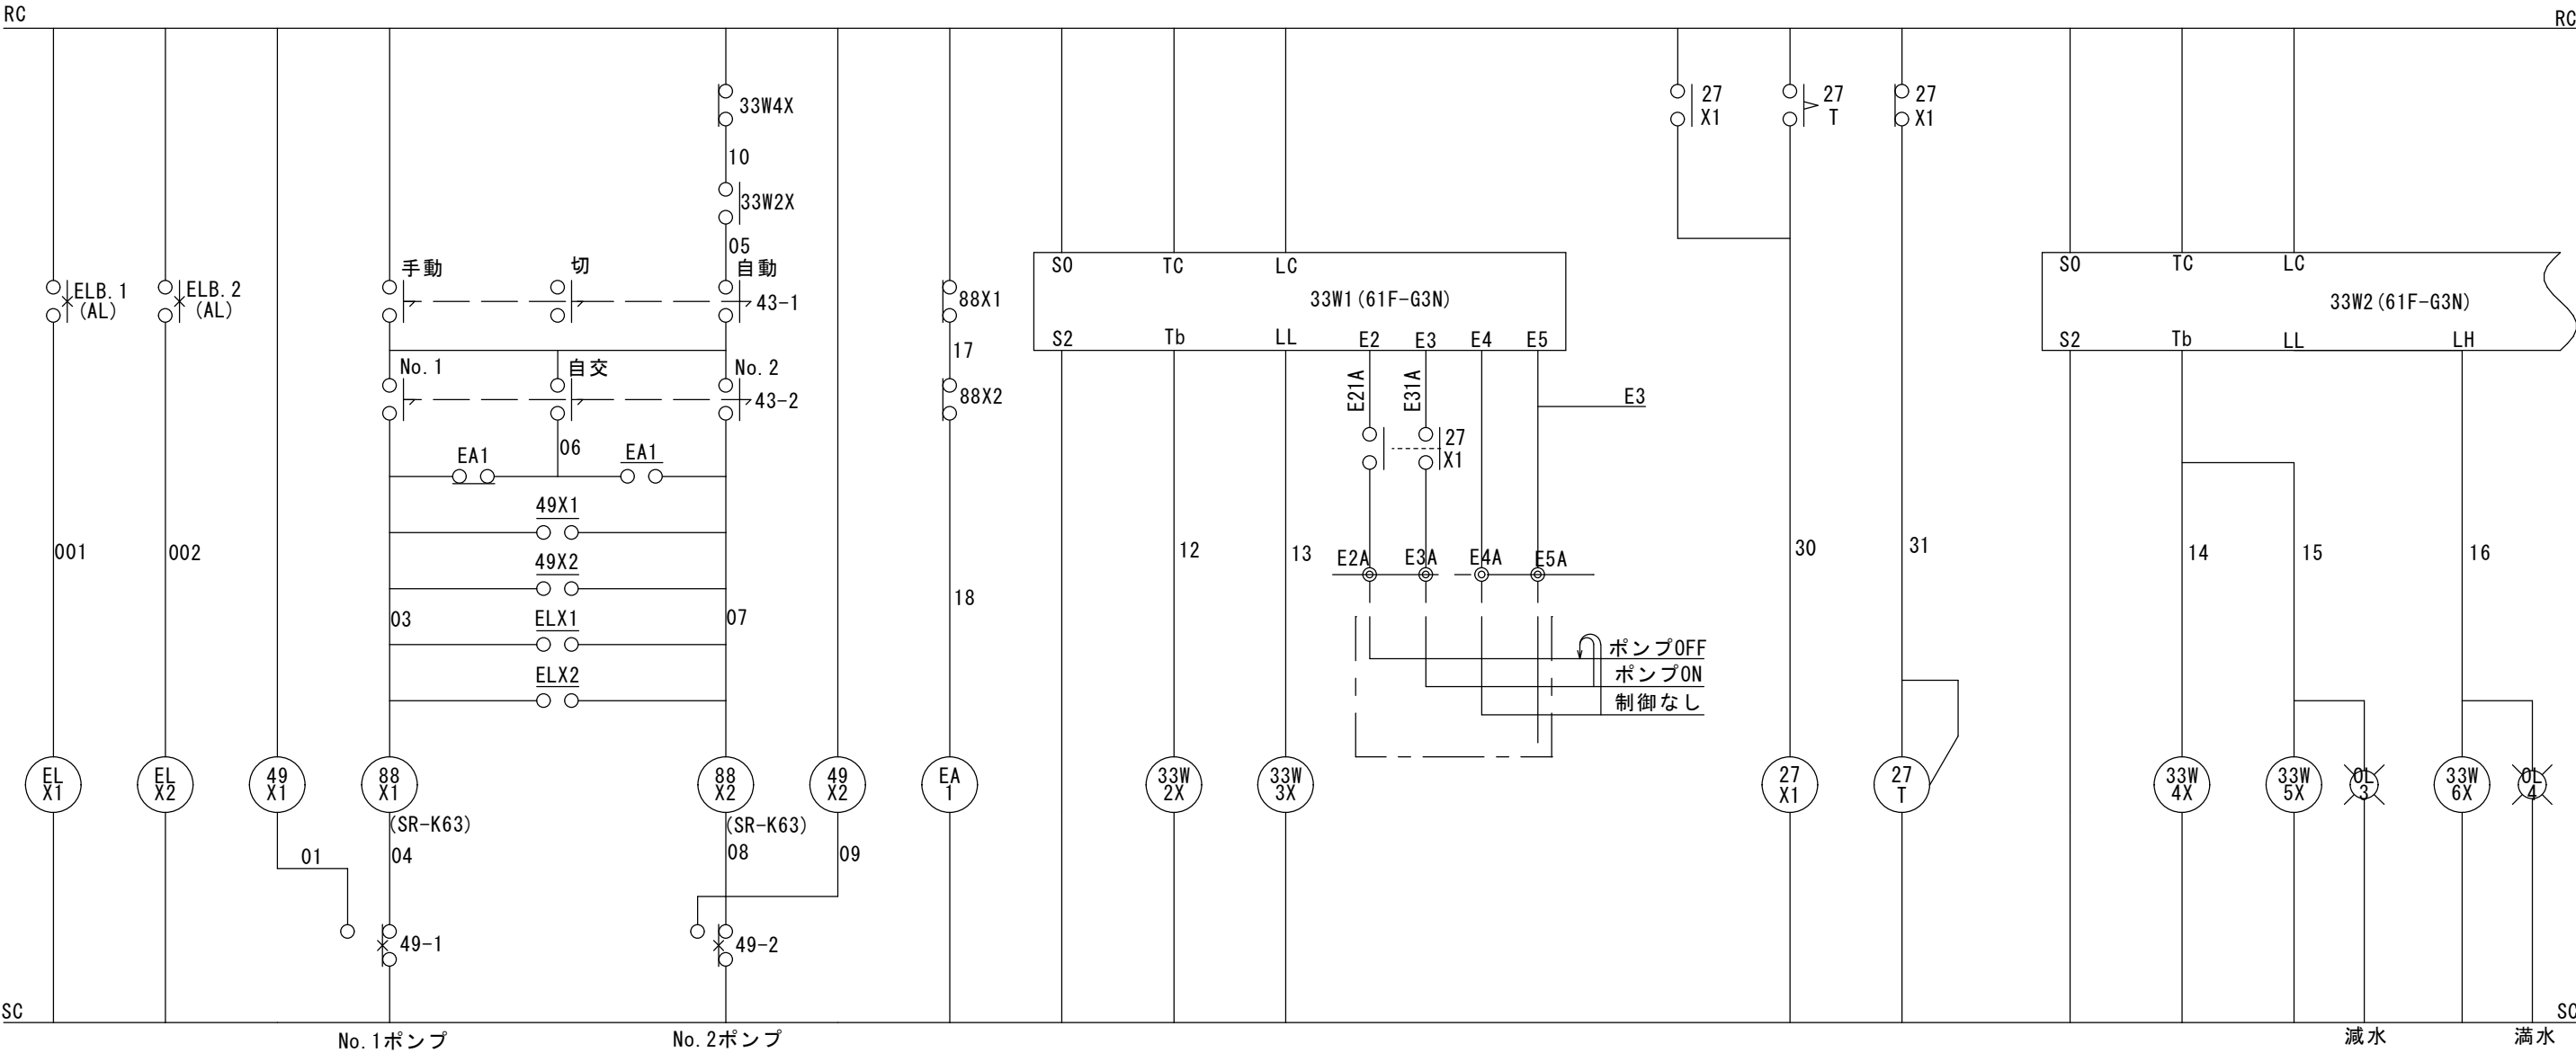 RC
RC
33W4X
27
X1
27
T
27
X1
10
33W2X
05
手動
切
自動
43-1
ELB.1
(AL)
ELB.2
(AL)
88X1
S0
TC
LC
33W1(61F-G3N)
S2
Tb
LL
E2
E3
E4
E5
S0
TC
LC
33W2(61F-G3N)
S2
Tb
LL
LH
17
No.1
自交
No.2
43-2
88X2
E21A
E31A
E3
27
X1
06
EA1
EA1
49X1
49X2
ELX1
ELX2
001
002
03
07
18
12
13
E2A
E3A
E4A
E5A
30
31
14
15
16
ポンプOFF
ポンプON
制御なし
EL
X1
EL
X2
49
X1
88
X1
88
X2
49
X2
EA
1
33W
2X
33W
3X
27
X1
27
T
33W
4X
33W
5X
OL
3
33W
6X
OL
4
(SR-K63)
(SR-K63)
01
04
08
09
49-1
49-2
SC
SC
No.1ポンプ
No.2ポンプ
減水
満水